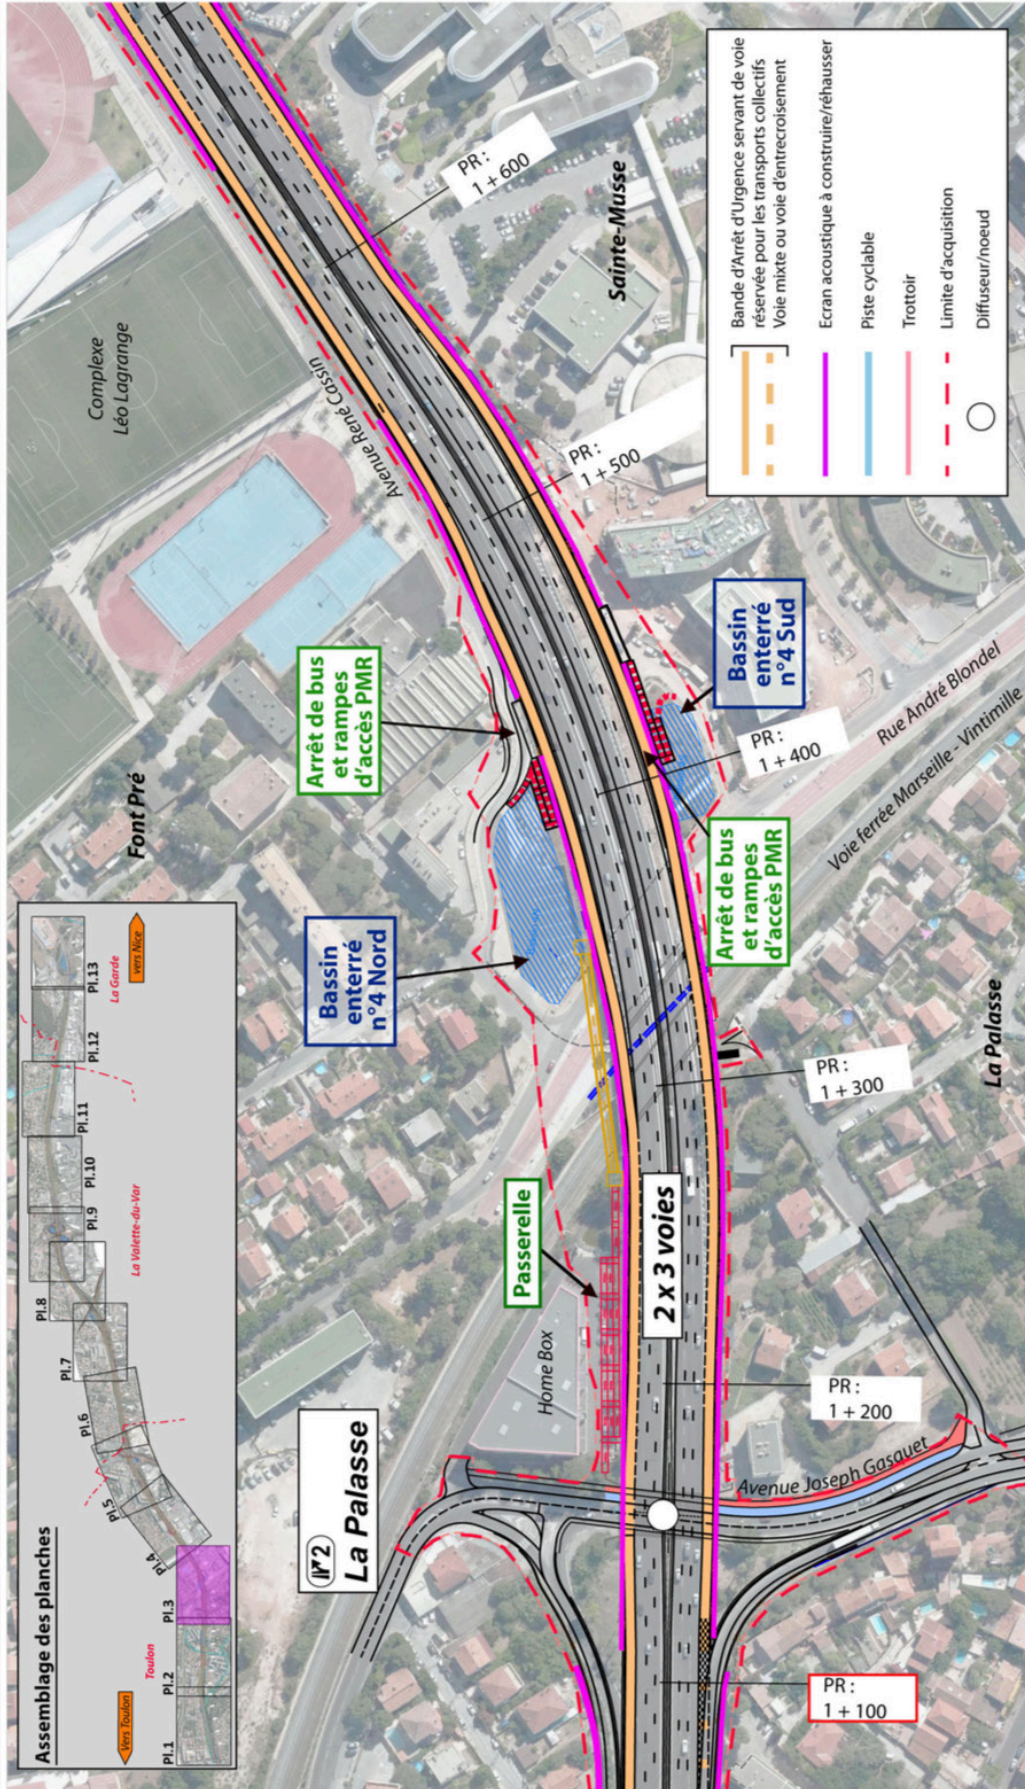 Assemblage des planches
Vers Toulon
vers Nice
Toulon
La Valette-du-Var
La Garde
Pl.1
Pl.2
Pl.3
Pl.4
Pl.5
Pl.6
Pl.7
Pl.8
Pl.9
Pl.10
Pl.11
Pl.12
Pl.13
Font Pré
Complexe
Léo Lagrange
Avenue René Cassin
Arrêt de bus
et rampes
d'accès PMR
Bassin
enterré
n°4 Nord
Passerelle
Home Box
2
La Palasse
2 x 3 voies
PR :
1 + 100
PR :
1 + 200
PR :
1 + 300
PR :
1 + 400
PR :
1 + 500
PR :
1 + 600
Avenue Joseph Gasquet
Arrêt de bus
et rampes
d'accès PMR
Bassin
enterré
n°4 Sud
Rue André Blondel
Voie ferrée Marseille - Vintimille
La Palasse
Sainte-Musse
Bande d'Arrêt d'Urgence servant de voie
réservée pour les transports collectifs
Voie mixte ou voie d'entrecroisement
Ecran acoustique à construire/réhausser
Piste cyclable
Trottoir
Limite d'acquisition
Diffuseur/noeud